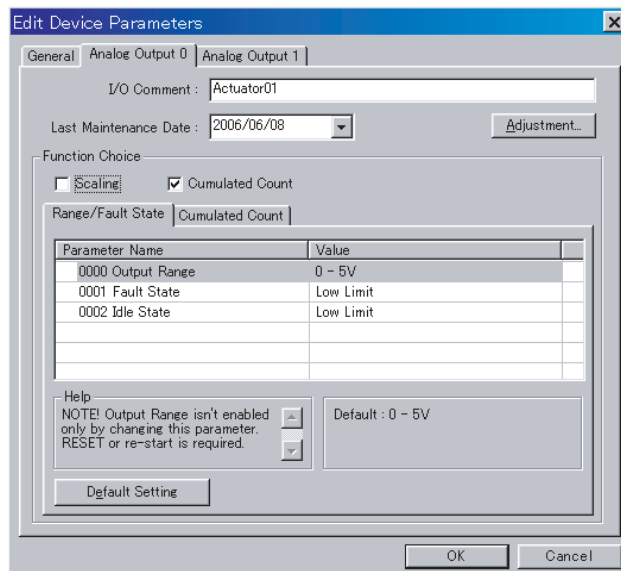 Edit Device Parameters
General Analog Output 0 Analog Output 1
I/O Comment : Actuator01
Last Maintenance Date : 2006/06/08 Adjustment...
Function Choice
Scaling Cumulated Count
Range/Fault State Cumulated Count
Parameter Name Value
0000 Output Range 0 - 5V
0001 Fault State Low Limit
0002 Idle State Low Limit
Help
NOTE! Output Range isn't enabled
only by changing this parameter.
RESET or re-start is required.
Default : 0 - 5V
Default Setting
OK Cancel